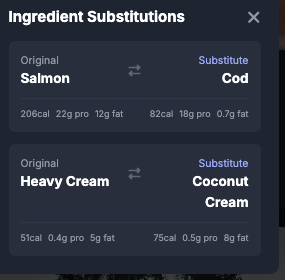 Ingredient Substitutions
Original Substitute
Salmon Cod
206cal 22g pro 12g fat 82cal 18g pro 0.7g fat
Original Substitute
Heavy Cream Coconut
Cream
51cal 0.4g pro 5g fat 75cal 0.5g pro 8g fat